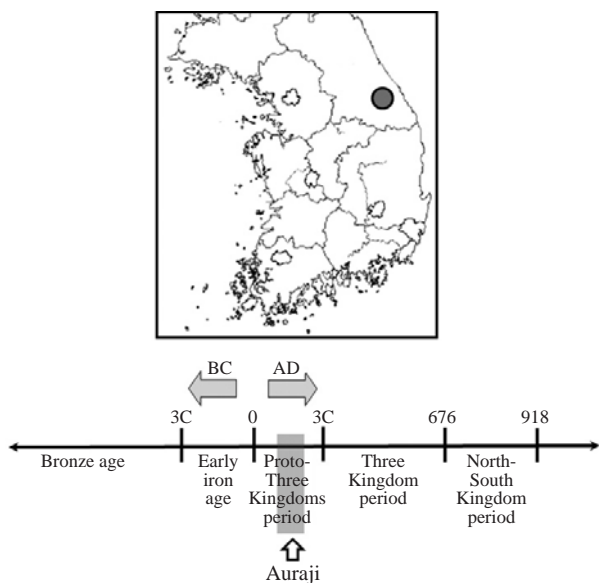 BC AD
3C 0 3C 676 918
Bronze age
Early
iron
age
Proto-
Three
Kingdoms
period
Three
Kingdom
period
North-
South
Kingdom
period
Auraji